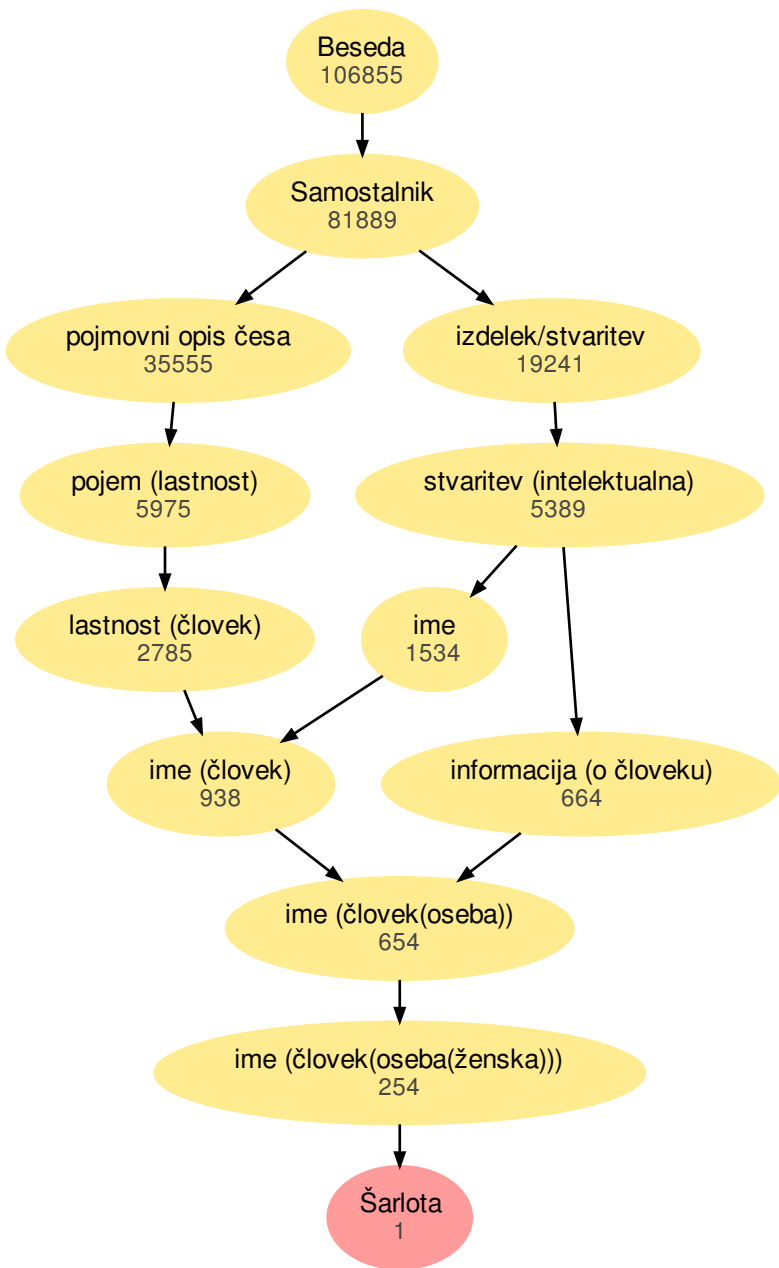 Beseda
106855
Samostalnik
81889
pojmovni opis česa
35555
izdelek/stvaritev
19241
pojem (lastnost)
5975
stvaritev (intelektualna)
5389
lastnost (človek)
2785
ime
1534
ime (človek)
938
informacija (o človeku)
664
ime (človek(oseba))
654
ime (človek(oseba(ženska)))
254
Šarlota
1